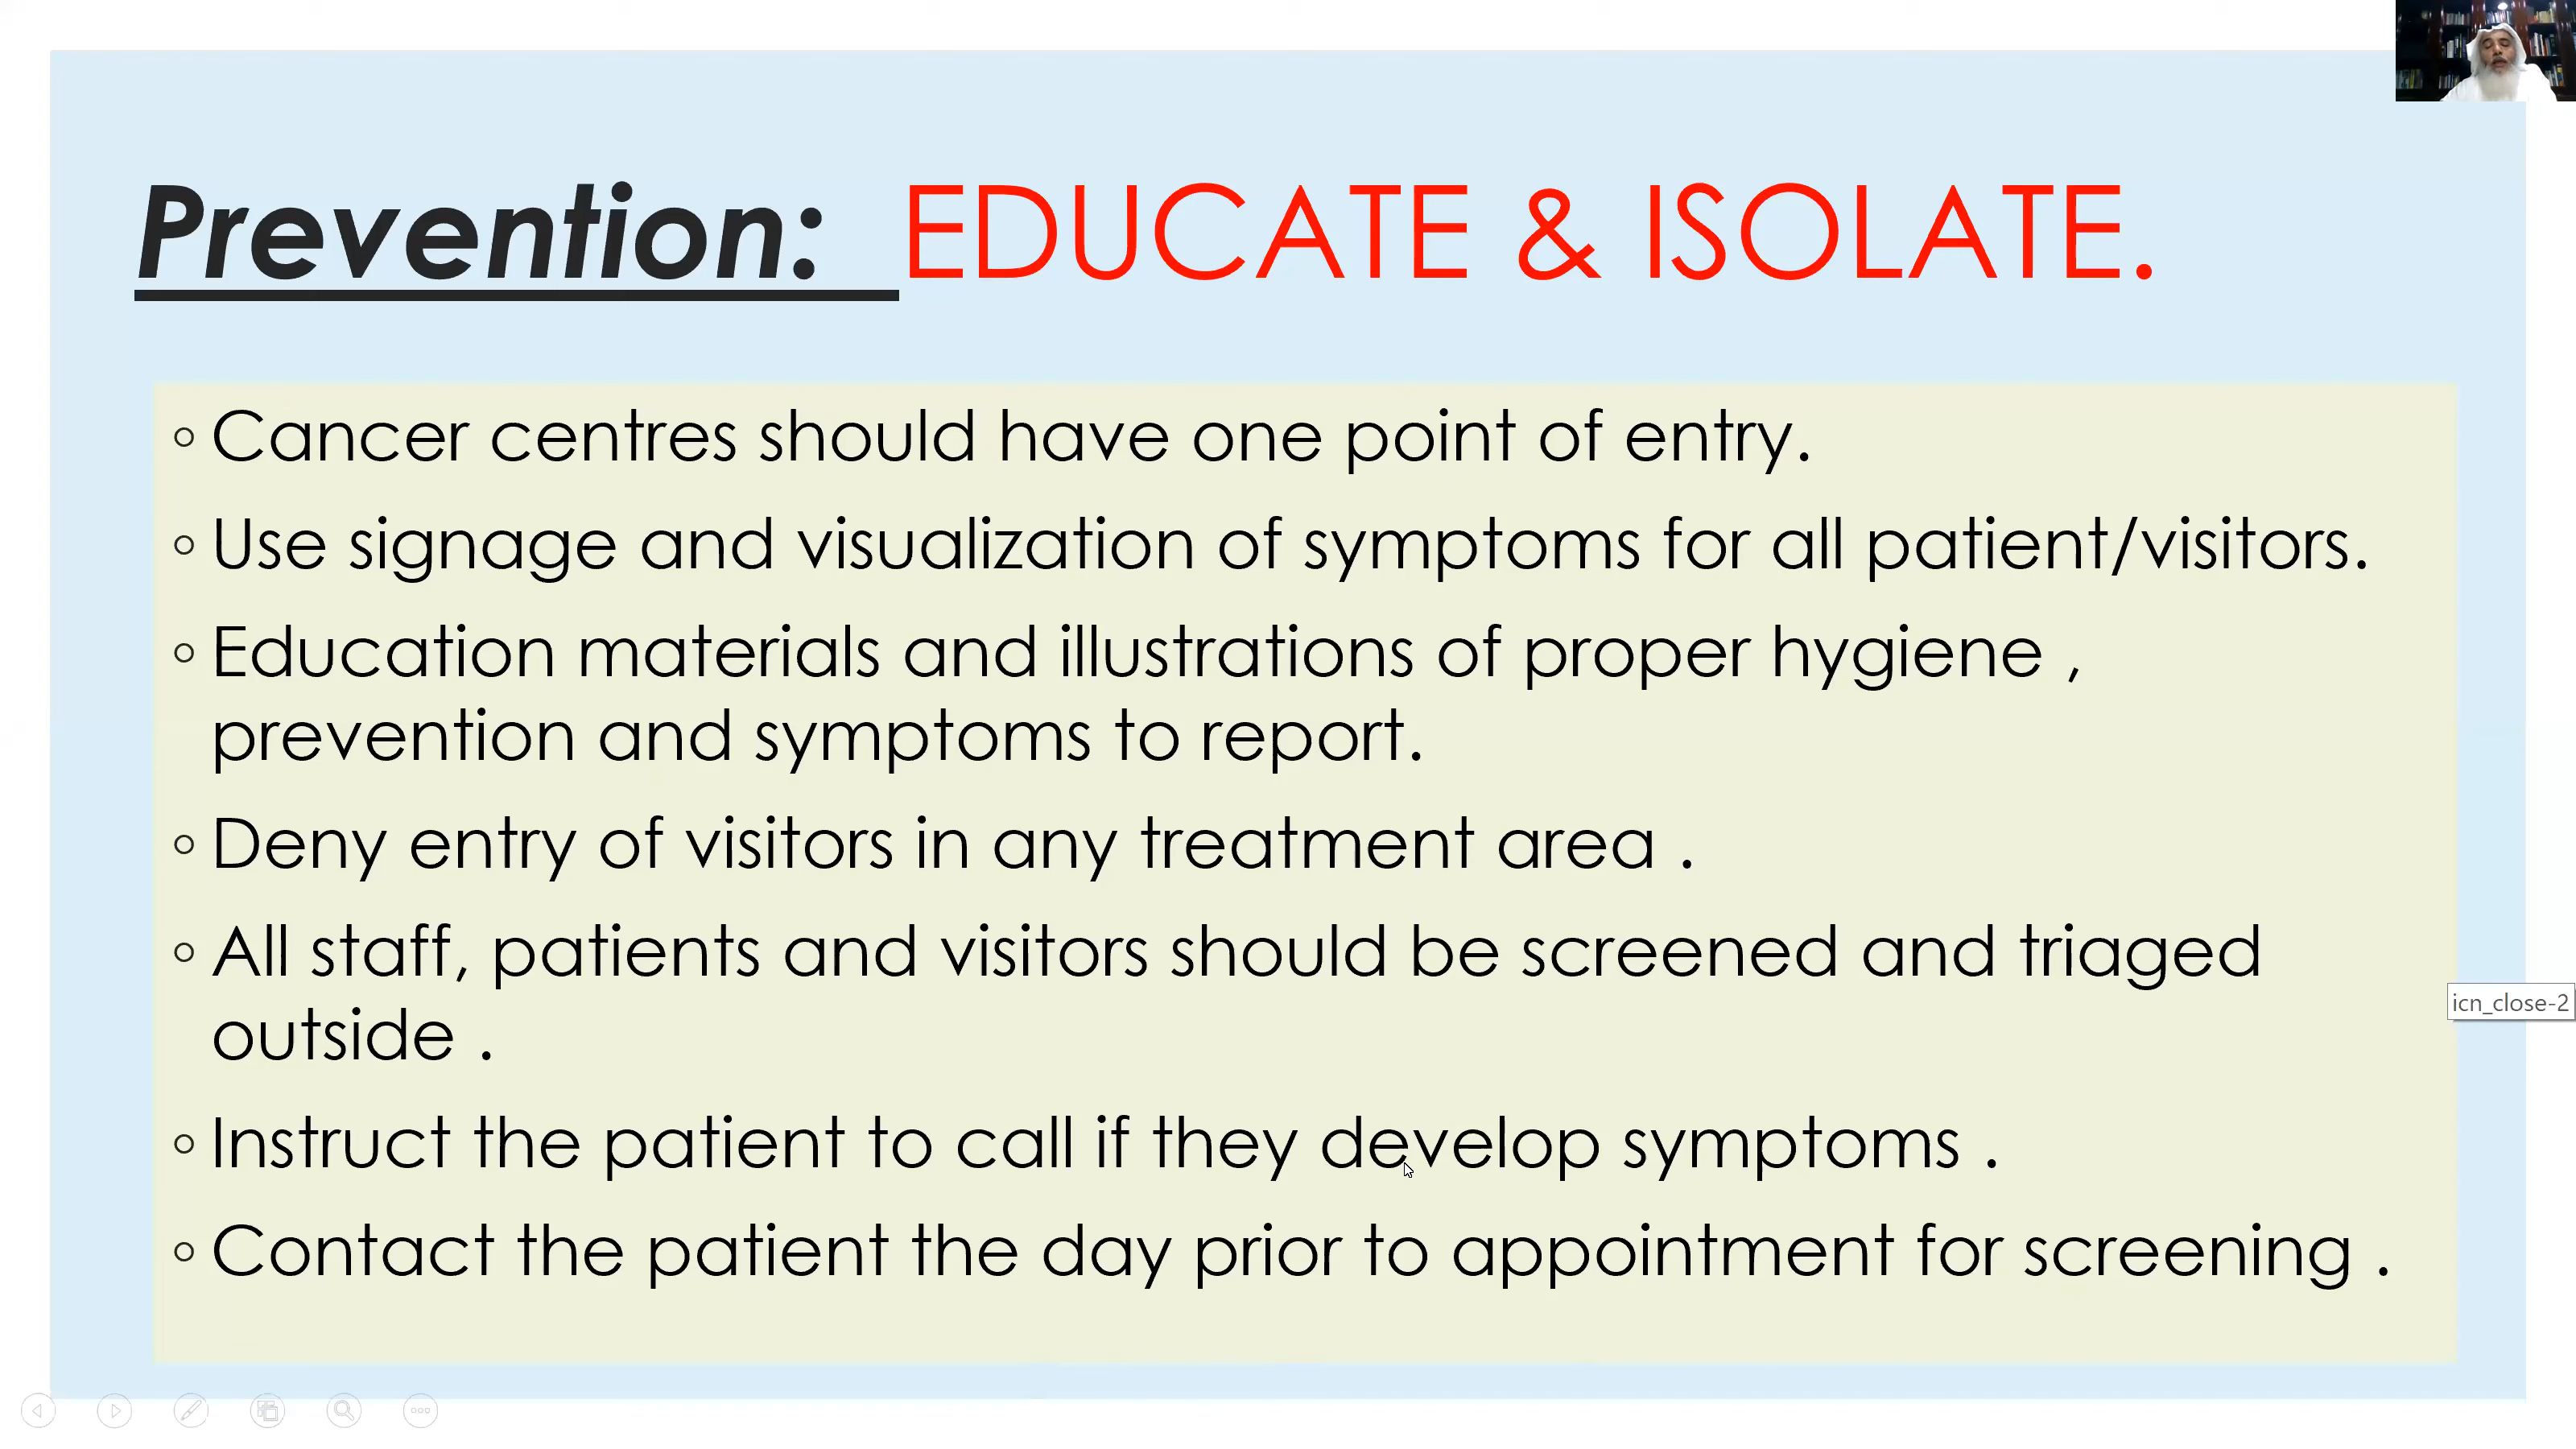 Prevention: EDUCATE & ISOLATE.
◦ Cancer centres should have one point of entry.
◦ Use signage and visualization of symptoms for all patient/visitors.
◦ Education materials and illustrations of proper hygiene ,
prevention and symptoms to report.
◦ Deny entry of visitors in any treatment area .
◦ All staff, patients and visitors should be screened and triaged
outside .
icn_close-2
◦ Instruct the patient to call if they develop symptoms .
◦ Contact the patient the day prior to appointment for screening .